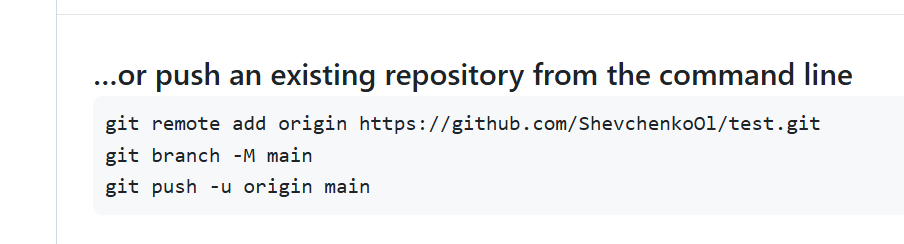 ...or push an existing repository from the command line
git remote add origin https://github.com/ShevchenkoOl/test.git
git branch -M main
git push -u origin main